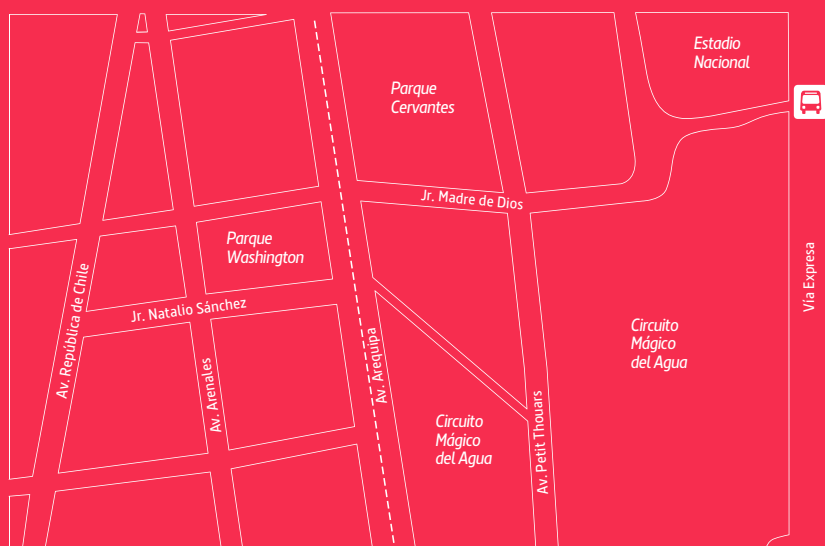 Estadio
Nacional
Parque
Cervantes
Jr. Madre de Dios
Parque
Washington
Vía Expresa
Av. República de Chile
Jr. Natalio Sánchez
Av. Arenales
Av. Arequipa
Circuito
Mágico
del Agua
Circuito
Mágico
del Agua
Av. Petit Thouars